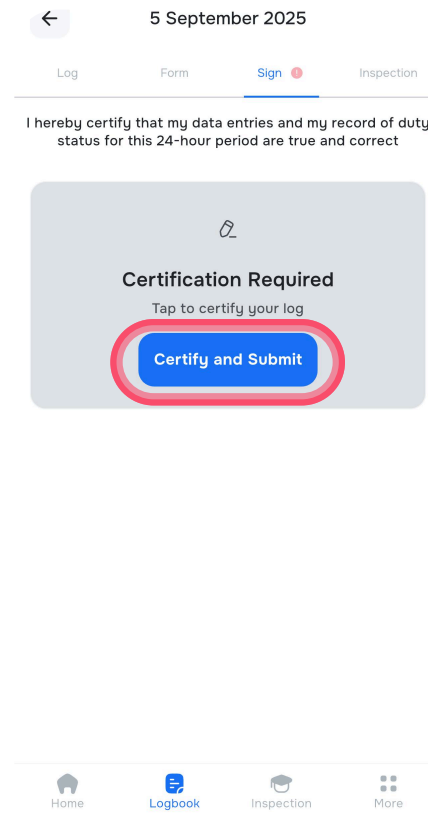 5 September 2025
Log
Form
Sign !
Inspection
I hereby certify that my data entries and my record of duty
status for this 24-hour period are true and correct
Certification Required
Tap to certify your log
Certify and Submit
Home
Logbook
Inspection
More